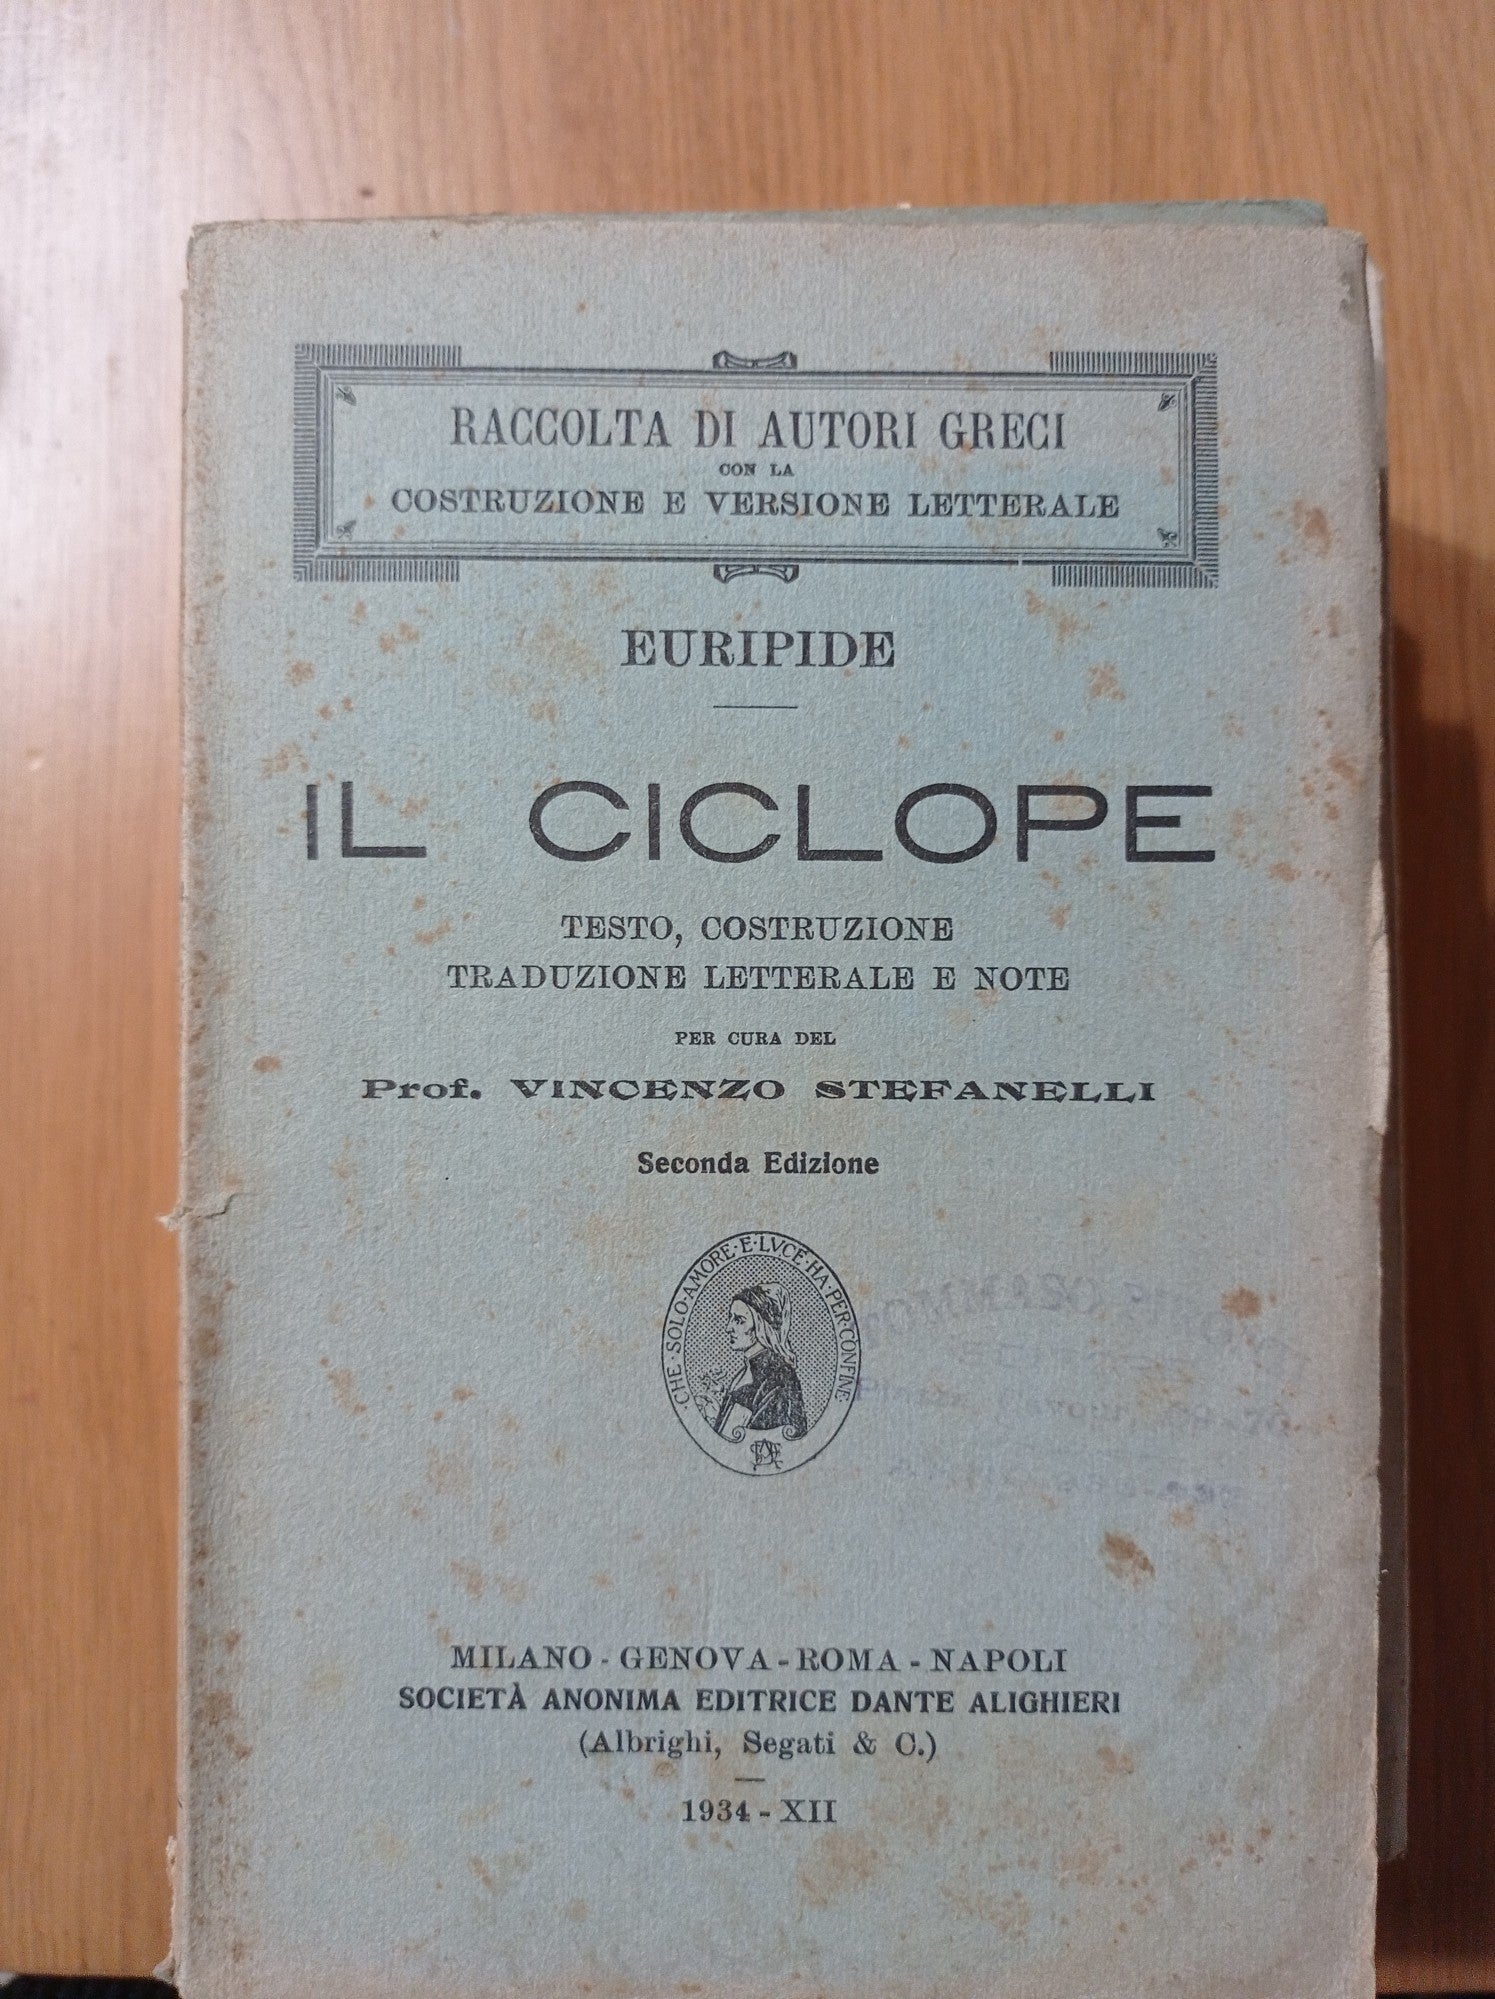 RACCOLTA DI AUTORI GRECI
CON LA
COSTRUZIONE E VERSIONE LETTERALE
EURIPIDE
IL CICLOPE
TESTO, COSTRUZIONE
TRADUZIONE LETTERALE E NOTE
PER CURA DEL
Prof. VINCENZO STEFANELLI
Seconda Edizione
CHE·SOLO·AMORE·E·LVCE·HA·PER·CONFINE
MILANO - GENOVA - ROMA - NAPOLI
SOCIETÀ ANONIMA EDITRICE DANTE ALIGHIERI
(Albrighi, Segati & C.)
1934 - XII